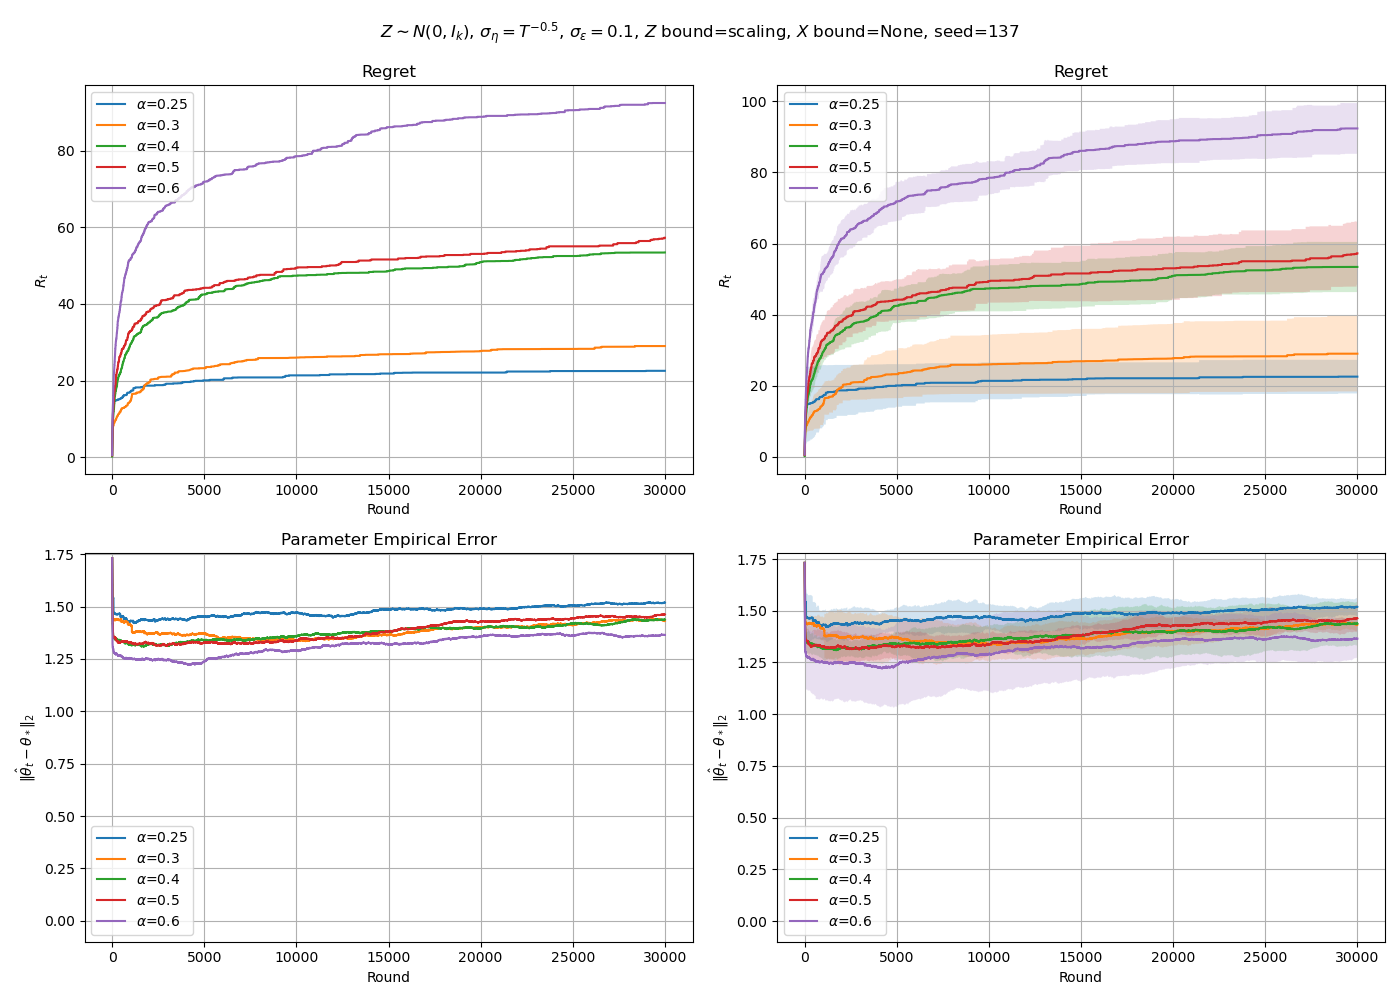 Z ∼ N(0, I_k), σ_η = T^{−0.5}, σ_ε = 0.1, Z bound=scaling, X bound=None, seed=137
Regret
α=0.25
α=0.3
α=0.4
α=0.5
α=0.6
80
60
40
20
0
R_t
0 5000 10000 15000 20000 25000 30000
Round
Regret
α=0.25
α=0.3
α=0.4
α=0.5
α=0.6
100
80
60
40
20
0
R_t
0 5000 10000 15000 20000 25000 30000
Round
Parameter Empirical Error
1.75
1.50
1.25
1.00
0.75
0.50
0.25
0.00
‖θ̂_t − θ_*‖_2
α=0.25
α=0.3
α=0.4
α=0.5
α=0.6
0 5000 10000 15000 20000 25000 30000
Round
Parameter Empirical Error
1.75
1.50
1.25
1.00
0.75
0.50
0.25
0.00
‖θ̂_t − θ_*‖_2
α=0.25
α=0.3
α=0.4
α=0.5
α=0.6
0 5000 10000 15000 20000 25000 30000
Round